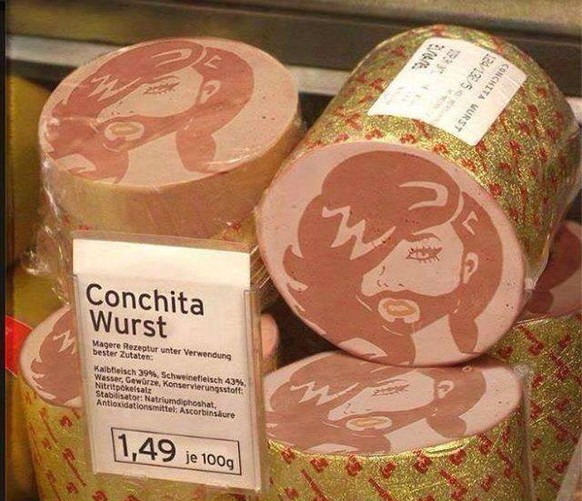 CONCHITA WURST
Conchita
Wurst
Magere Rezeptur unter Verwendung
bester Zutaten:
Kalbfleisch 39%, Schweinefleisch 43%,
Wasser, Gewürze, Konservierungsstoff:
Nitritpökelsalz
Stabilisator: Natriumdiphoshat,
Antioxidationsmittel: Ascorbinsäure
1,49 je 100g